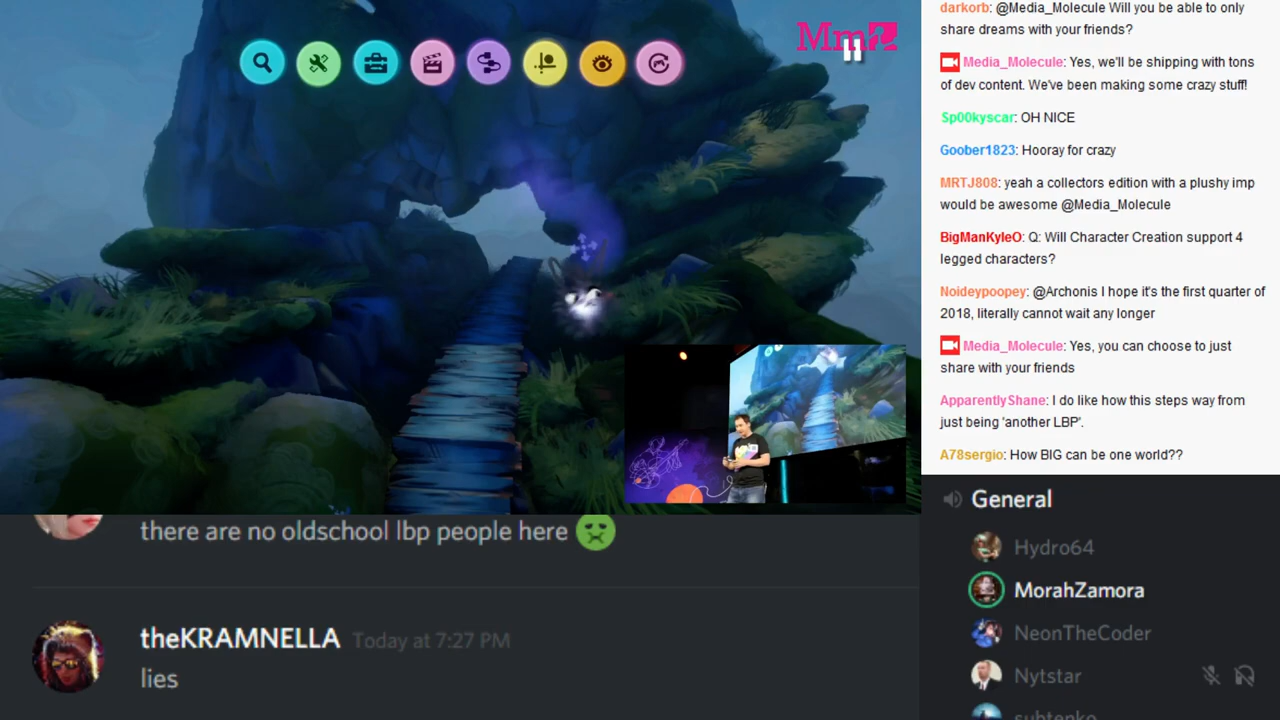 Mm
darkorb: @Media_Molecule Will you be able to only
share dreams with your friends?
Media_Molecule: Yes, we'll be shipping with tons
of dev content. We've been making some crazy stuff!
Sp00kyscar: OH NICE
Goober1823: Hooray for crazy
MRTJ808: yeah a collectors edition with a plushy imp
would be awesome @Media_Molecule
BigManKyleO: Q: Will Character Creation support 4
legged characters?
Noideypoopey: @Archonis I hope it's the first quarter of
2018, literally cannot wait any longer
Media_Molecule: Yes, you can choose to just
share with your friends
ApparentlyShane: I do like how this steps way from
just being 'another LBP'.
A78sergio: How BIG can be one world??
there are no oldschool lbp people here
theKRAMNELLA Today at 7:27 PM
lies
General
Hydro64
MorahZamora
NeonTheCoder
Nytstar
subtenko